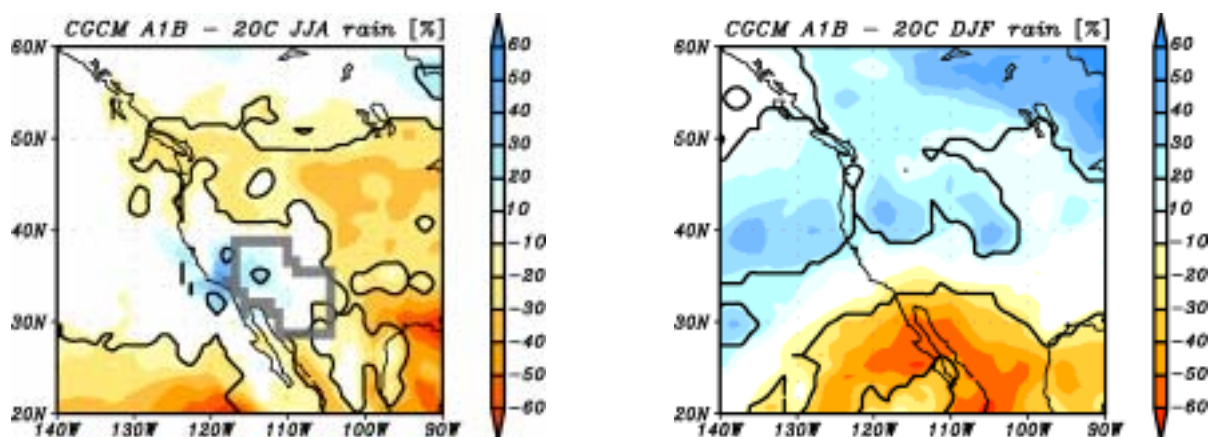 CGCM A1B - 20C JJA rain [%]
60N
50N
40N
30N
20N
140W
130W
120W
110W
100W
90W
60
50
40
30
20
10
-10
-20
-30
-40
-50
-60
CGCM A1B - 20C DJF rain [%]
60N
50N
40N
30N
20N
140W
130W
120W
110W
100W
90W
60
50
40
30
20
10
-10
-20
-30
-40
-50
-60